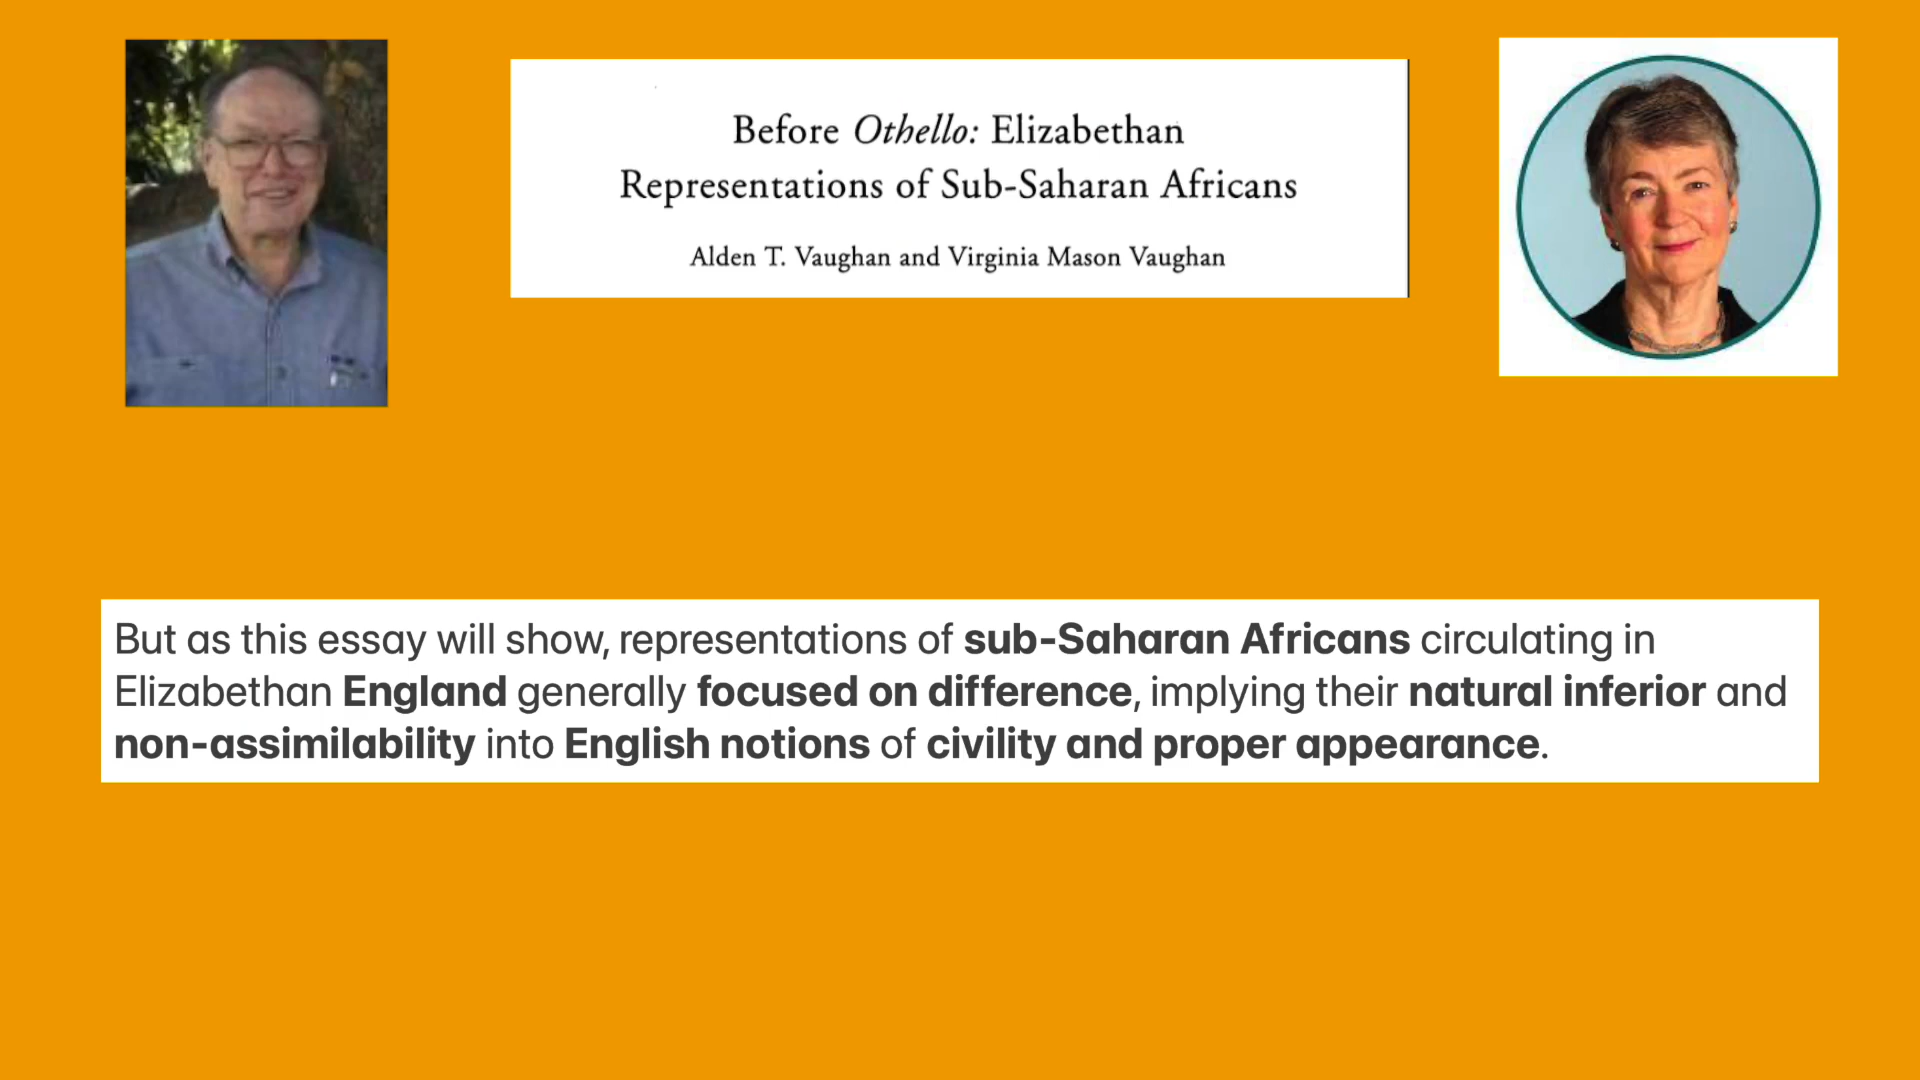 Before Othello: Elizabethan
Representations of Sub-Saharan Africans
Alden T. Vaughan and Virginia Mason Vaughan
But as this essay will show, representations of sub-Saharan Africans circulating in
Elizabethan England generally focused on difference, implying their natural inferior and
non-assimilability into English notions of civility and proper appearance.